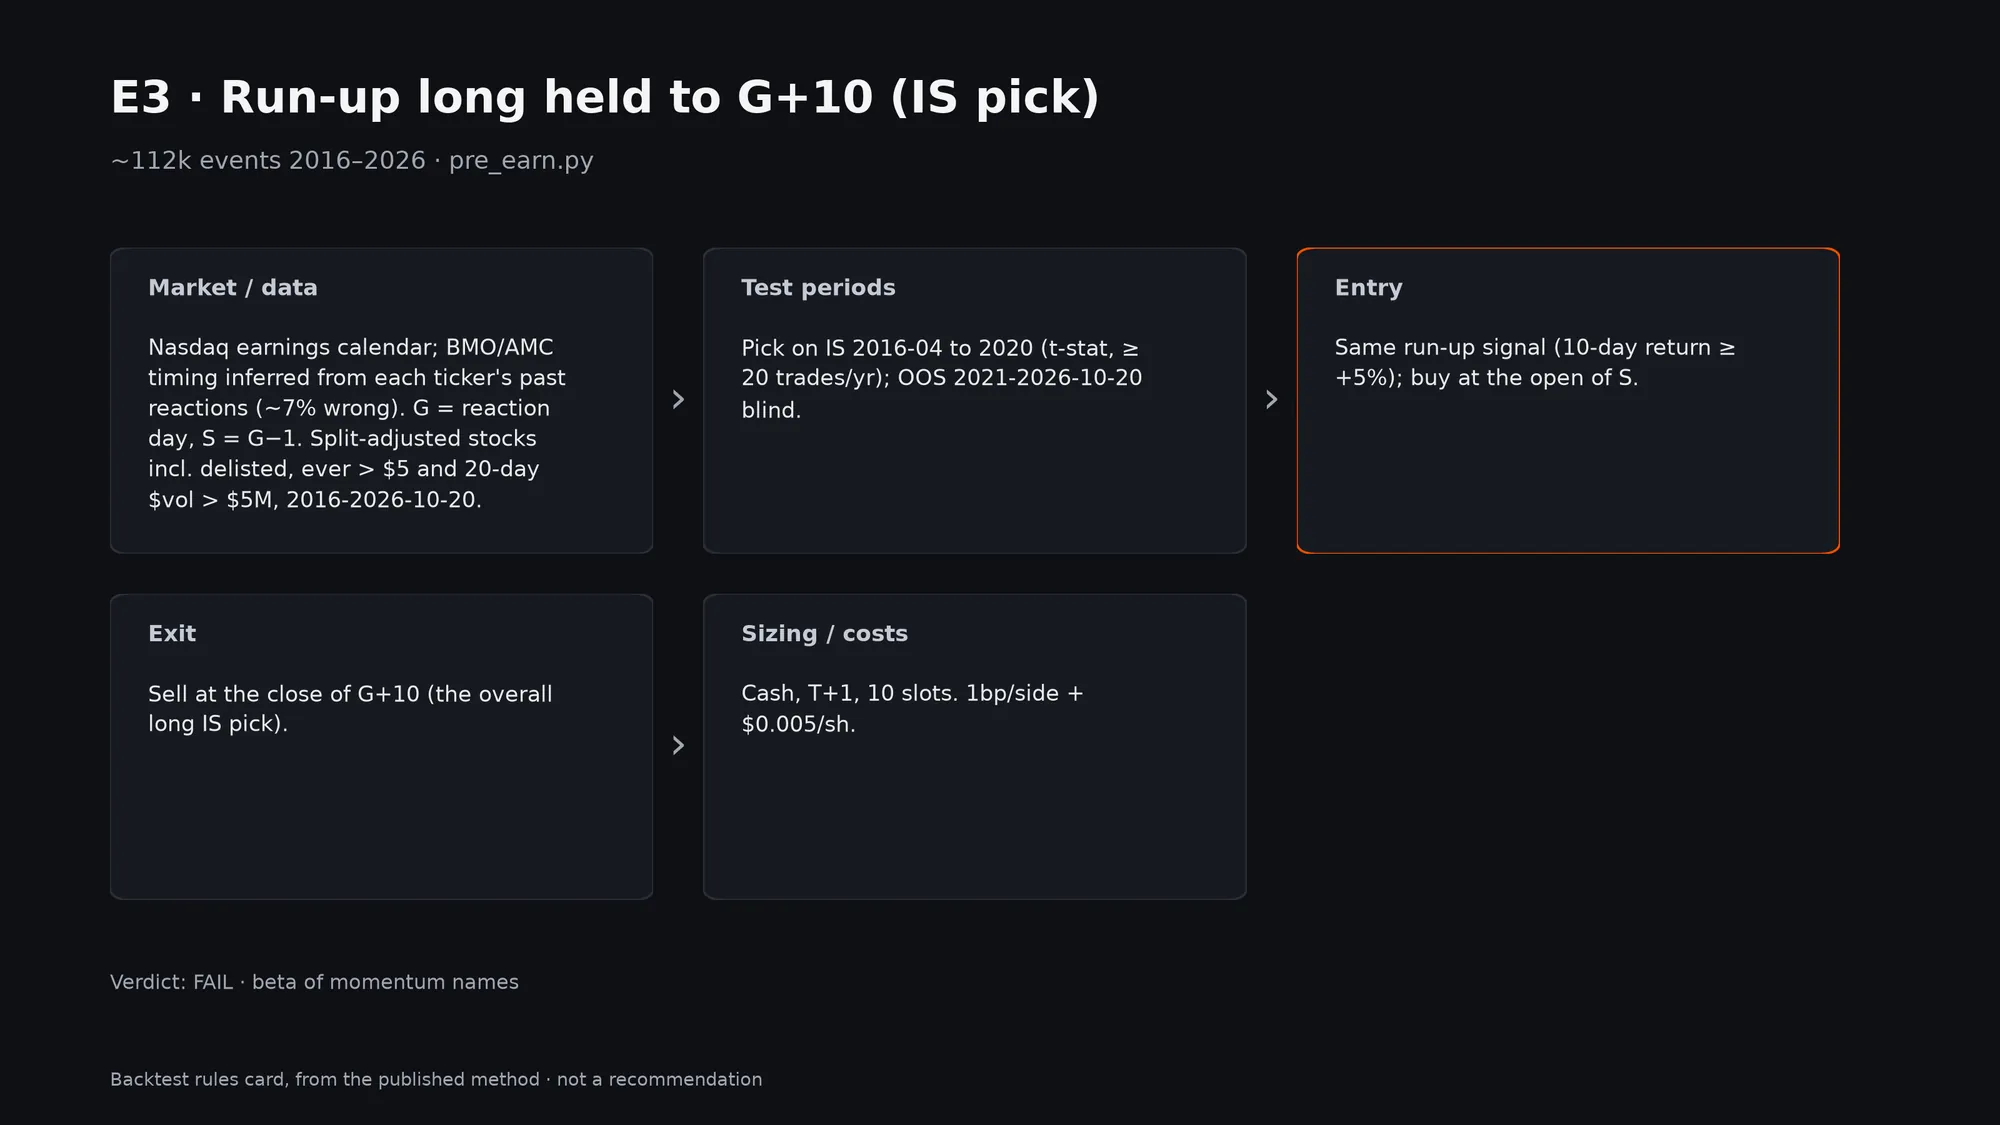 E3 · Run-up long held to G+10 (IS pick)
~112k events 2016–2026 · pre_earn.py
Market / data
Nasdaq earnings calendar; BMO/AMC
timing inferred from each ticker's past
reactions (~7% wrong). G = reaction
day, S = G−1. Split-adjusted stocks
incl. delisted, ever > $5 and 20-day
$vol > $5M, 2016-2026-10-20.
›
Test periods
Pick on IS 2016-04 to 2020 (t-stat, ≥
20 trades/yr); OOS 2021-2026-10-20
blind.
›
Entry
Same run-up signal (10-day return ≥
+5%); buy at the open of S.
Exit
Sell at the close of G+10 (the overall
long IS pick).
›
Sizing / costs
Cash, T+1, 10 slots. 1bp/side +
$0.005/sh.
Verdict: FAIL · beta of momentum names
Backtest rules card, from the published method · not a recommendation